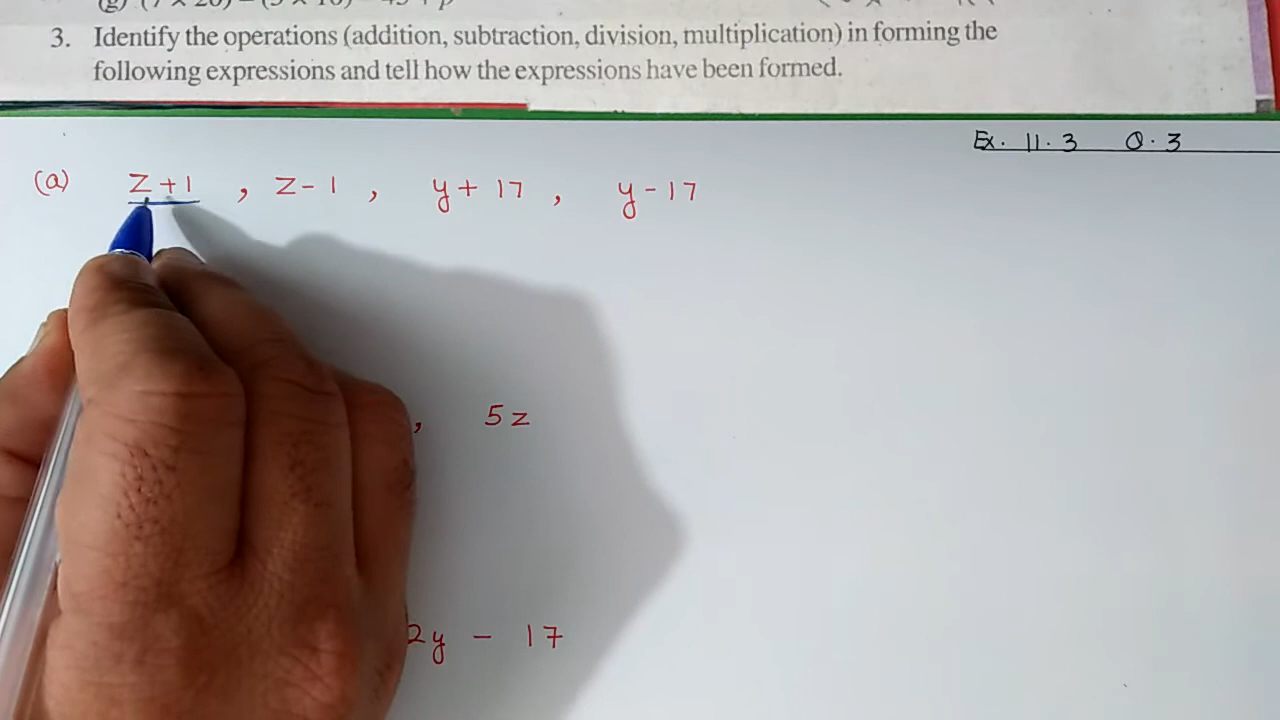 3. Identify the operations (addition, subtraction, division, multiplication) in forming the
following expressions and tell how the expressions have been formed.
Ex. 11.3 Q.3
(a) z+1 , z-1 , y+17 , y-17
, 5z
2y - 17